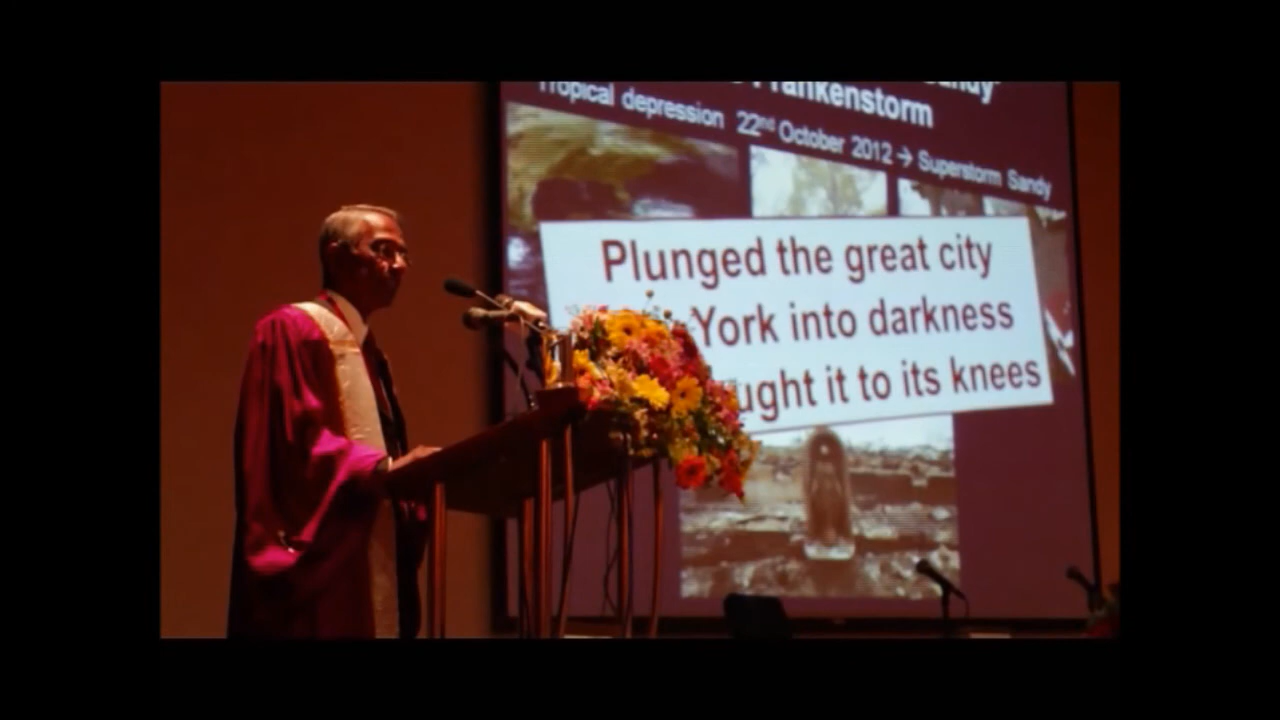 Frankenstorm
Tropical depression 22nd October 2012 → Superstorm Sandy
Plunged the great city
York into darkness
ught it to its knees